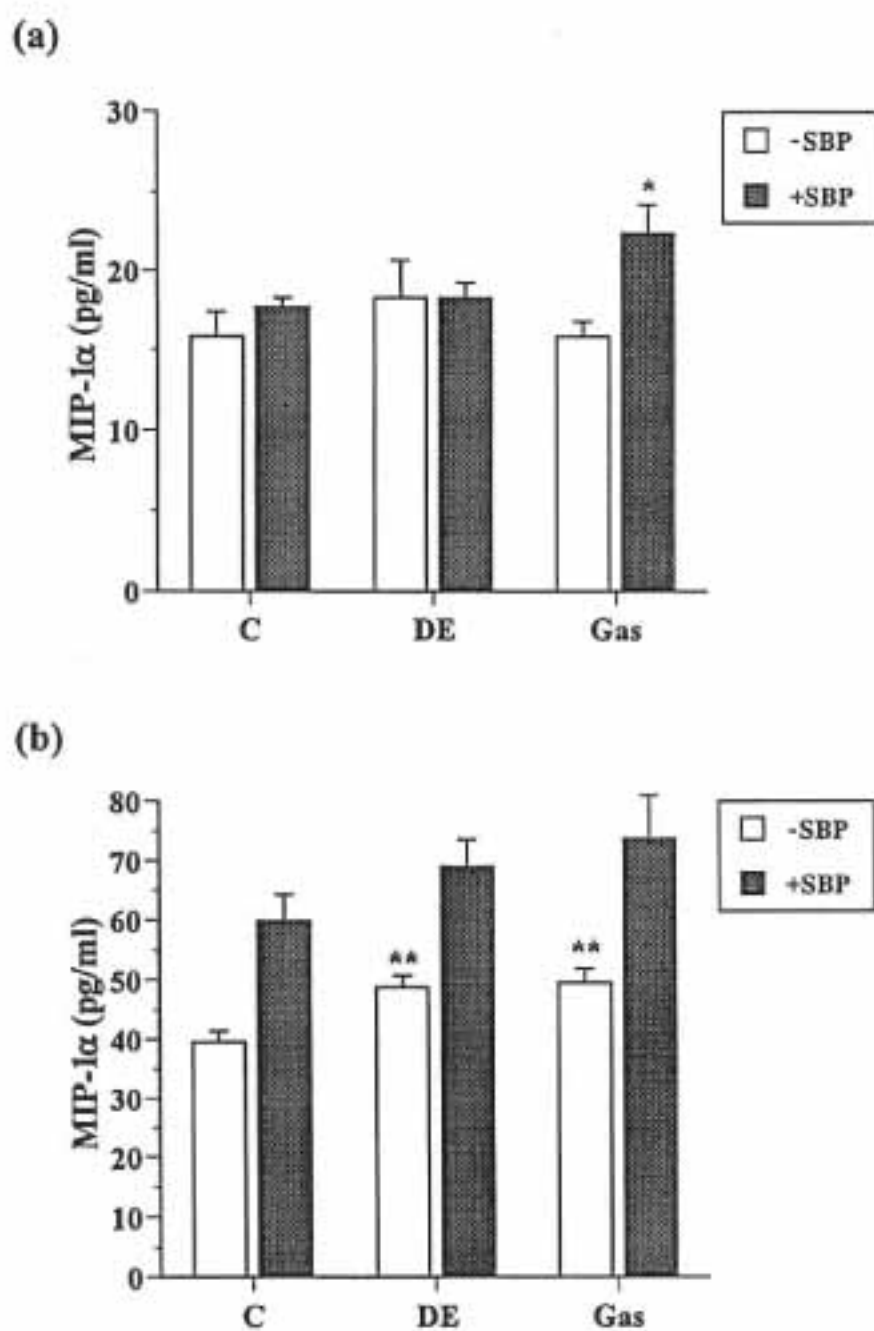 (a)
30
20
10
0
MIP-1α (pg/ml)
*
-SBP
+SBP
C DE Gas
(b)
80
70
60
50
40
30
20
10
0
MIP-1α (pg/ml)
** **
-SBP
+SBP
C DE Gas